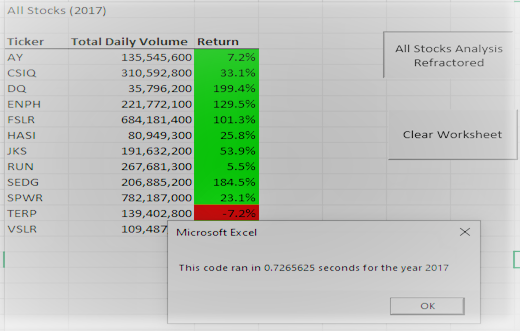 All Stocks (2017)
Ticker Total Daily Volume Return
AY 135,545,600 7.2%
CSIQ 310,592,800 33.1%
DQ 35,796,200 199.4%
ENPH 221,772,100 129.5%
FSLR 684,181,400 101.3%
HASI 80,949,300 25.8%
JKS 191,632,200 53.9%
RUN 267,681,300 5.5%
SEDG 206,885,200 184.5%
SPWR 782,187,000 23.1%
TERP 139,402,800 -7.2%
VSLR 109,487
All Stocks Analysis
Refractored
Clear Worksheet
Microsoft Excel
This code ran in 0.7265625 seconds for the year 2017
OK